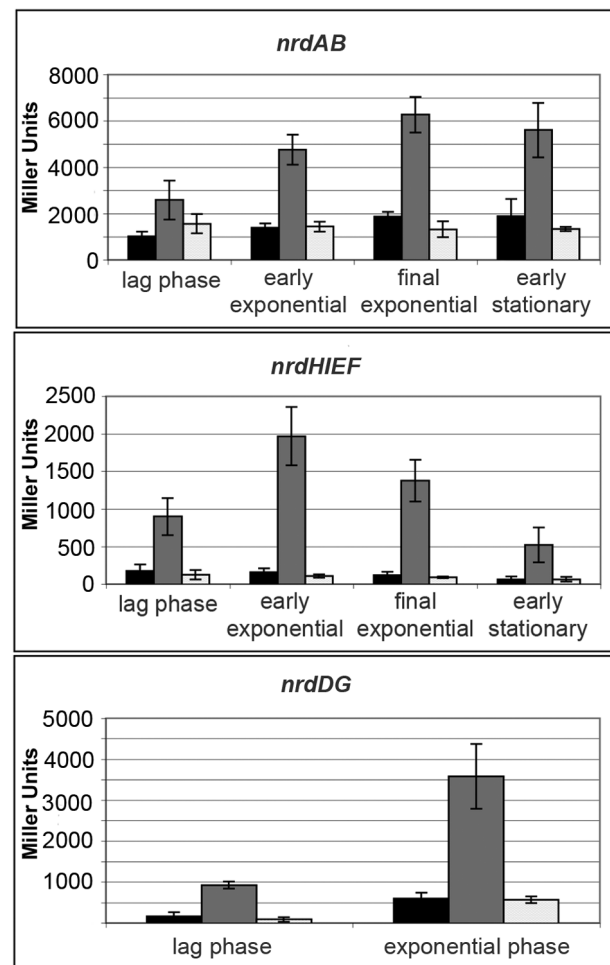 nrdAB
Miller Units
8000
6000
4000
2000
0
lag phase
early exponential
final exponential
early stationary
nrdHIEF
Miller Units
2500
2000
1500
1000
500
0
lag phase
early exponential
final exponential
early stationary
nrdDG
Miller Units
5000
4000
3000
2000
1000
lag phase
exponential phase